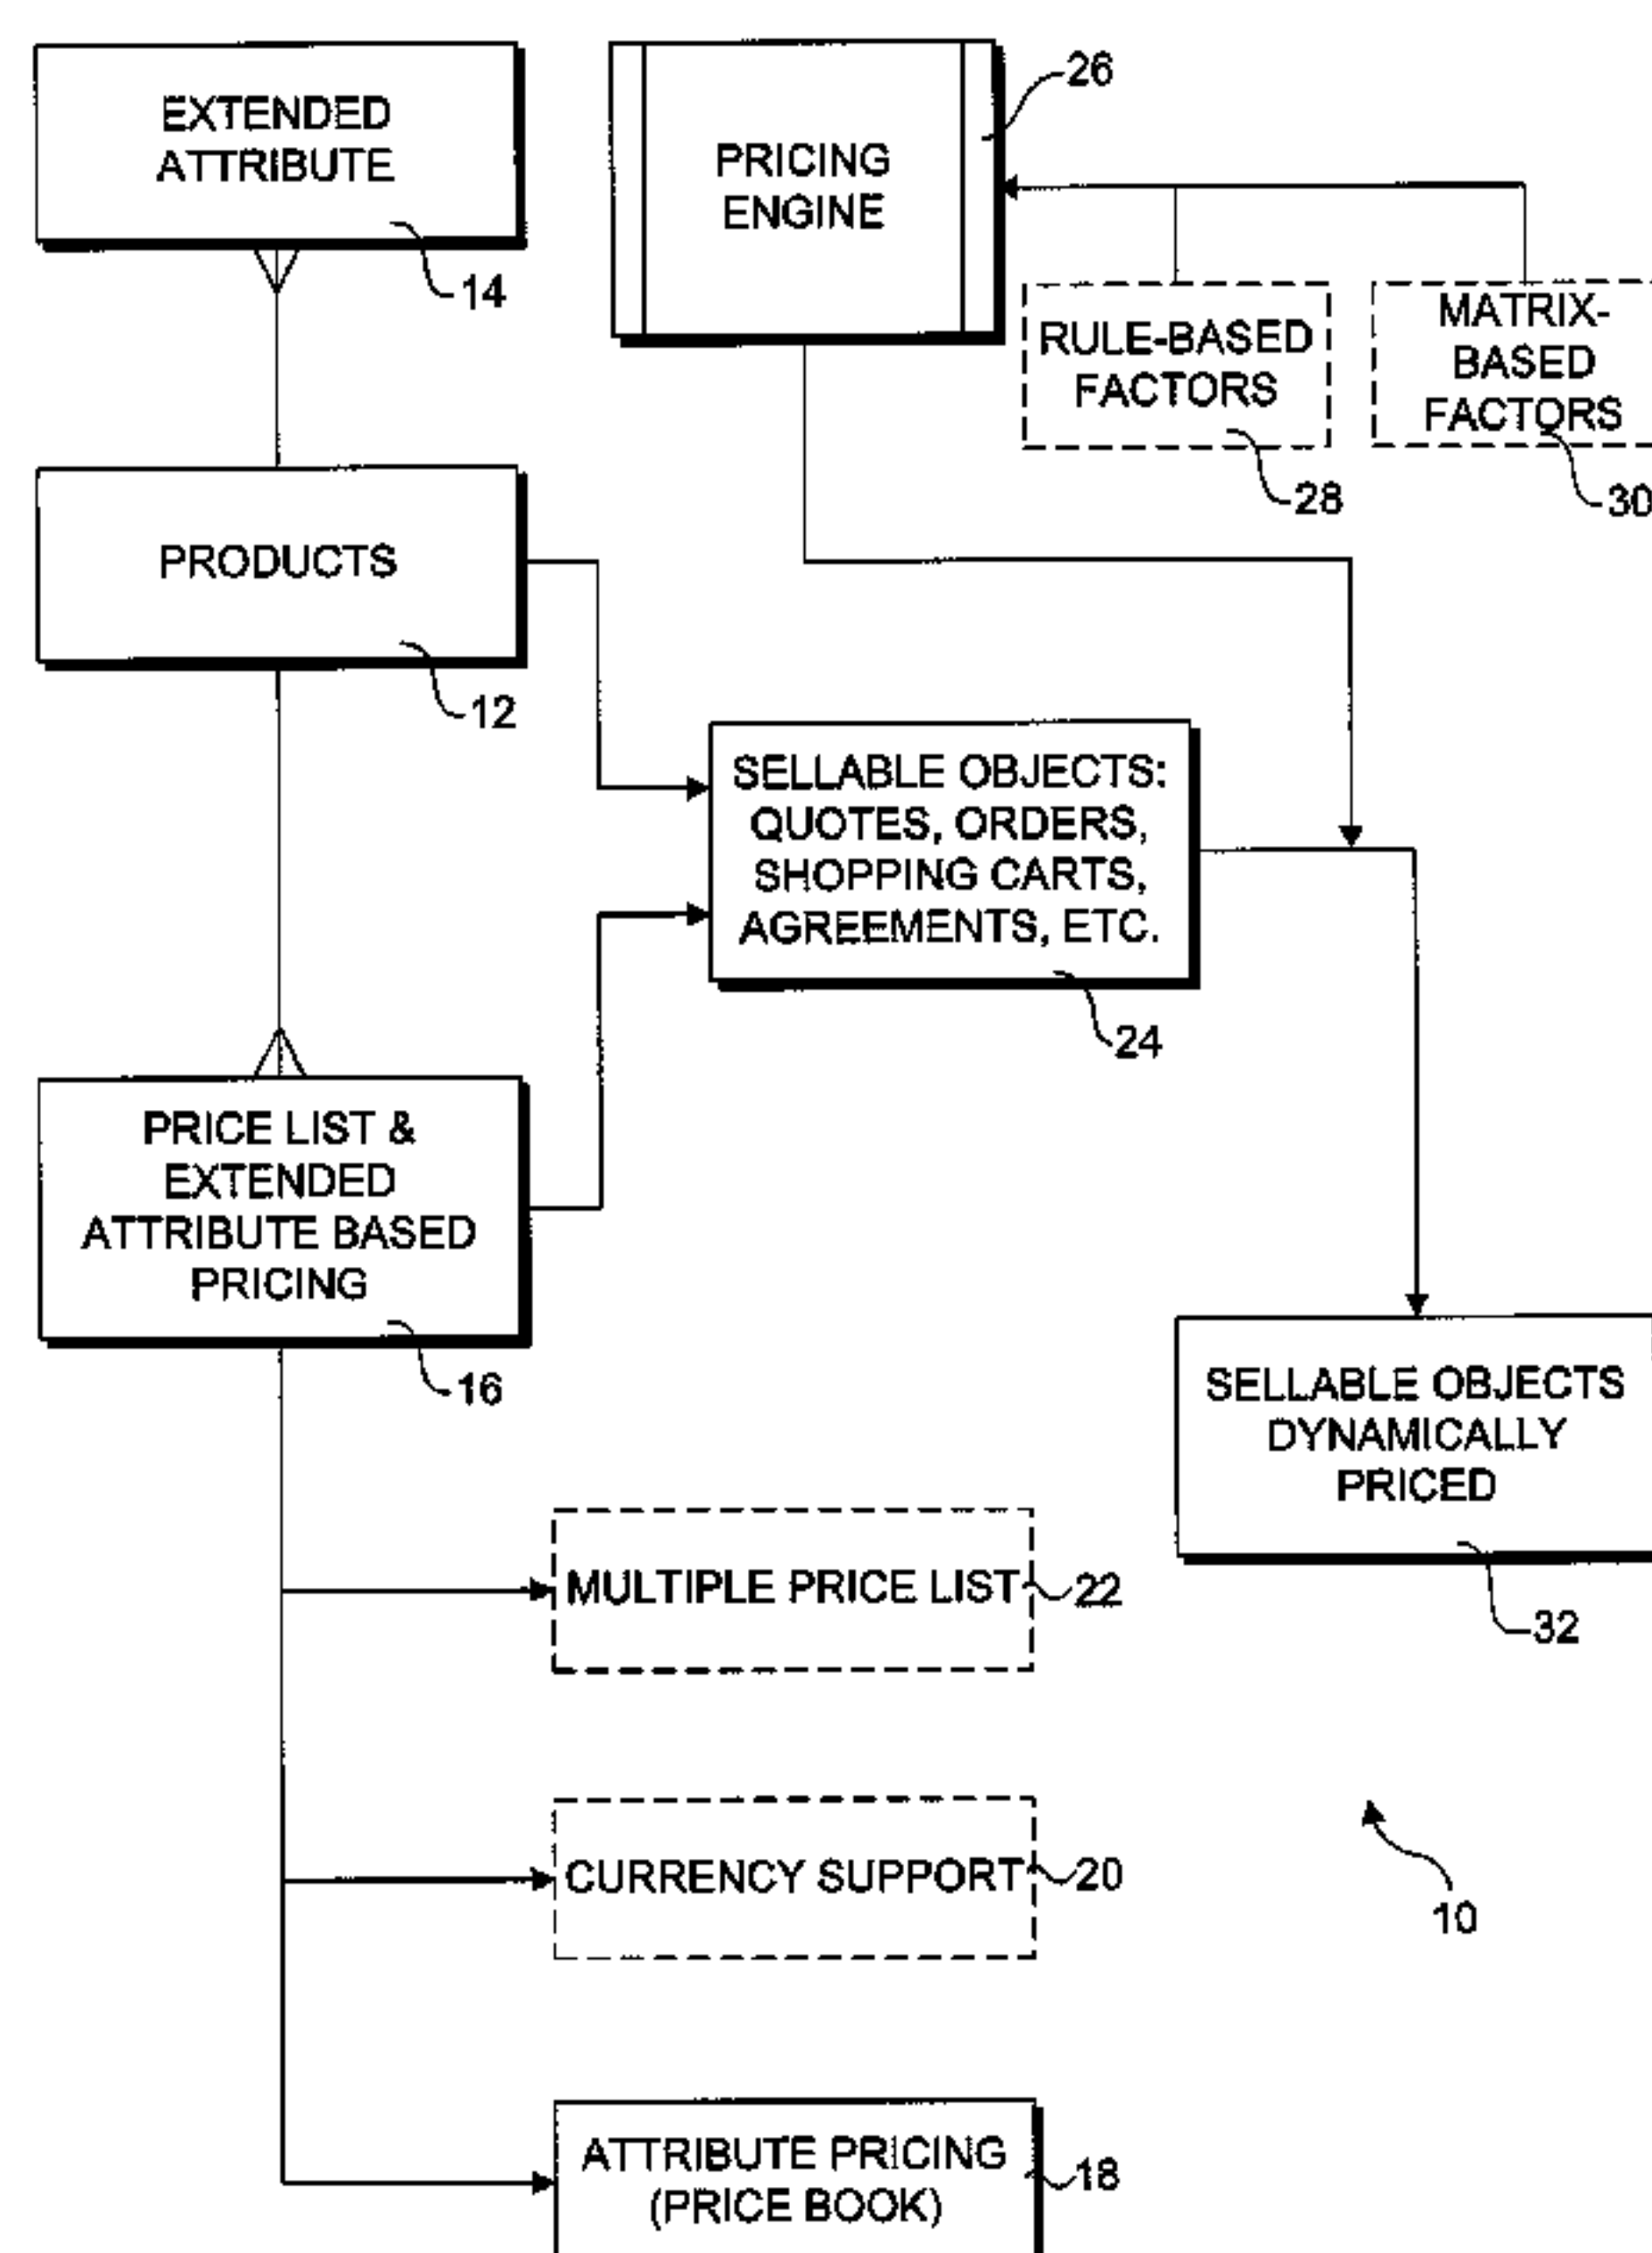 EXTENDED
ATTRIBUTE
14
PRICING
ENGINE
26
RULE-BASED
FACTORS
28
MATRIX-
BASED
FACTORS
30
PRODUCTS
12
SELLABLE OBJECTS:
QUOTES, ORDERS,
SHOPPING CARTS,
AGREEMENTS, ETC.
24
PRICE LIST &
EXTENDED
ATTRIBUTE BASED
PRICING
16
SELLABLE OBJECTS
DYNAMICALLY
PRICED
32
MULTIPLE PRICE LIST
22
CURRENCY SUPPORT
20
10
ATTRIBUTE PRICING
(PRICE BOOK)
18